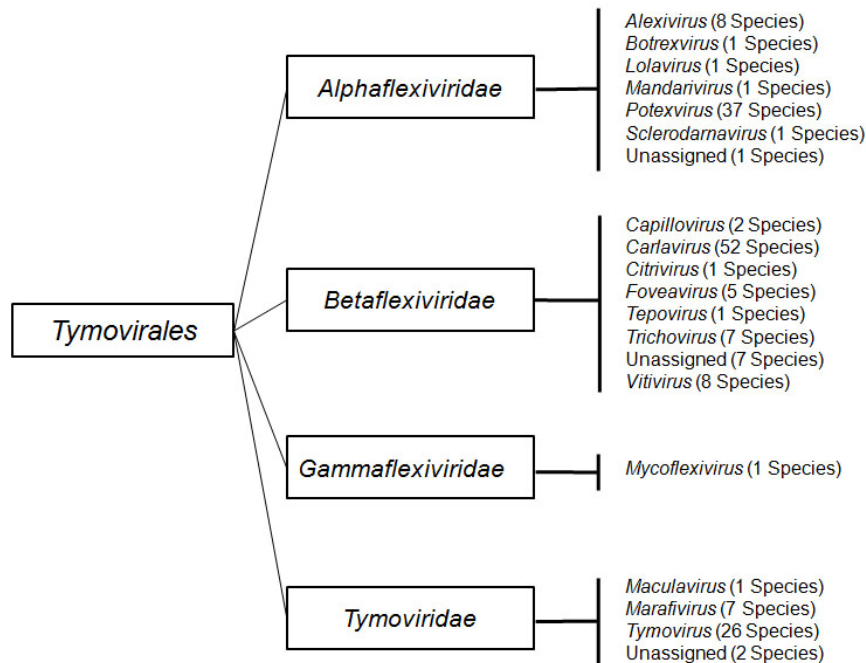 Tymovirales
Alphaflexiviridae
Alexivirus (8 Species)
Botrexvirus (1 Species)
Lolavirus (1 Species)
Mandarivirus (1 Species)
Potexvirus (37 Species)
Sclerodarnavirus (1 Species)
Unassigned (1 Species)
Betaflexiviridae
Capillovirus (2 Species)
Carlavirus (52 Species)
Citrivirus (1 Species)
Foveavirus (5 Species)
Tepovirus (1 Species)
Trichovirus (7 Species)
Unassigned (7 Species)
Vitivirus (8 Species)
Gammaflexiviridae
Mycoflexivirus (1 Species)
Tymoviridae
Maculavirus (1 Species)
Marafivirus (7 Species)
Tymovirus (26 Species)
Unassigned (2 Species)